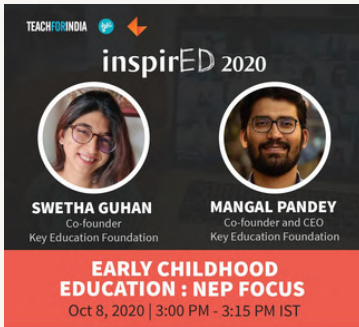 TEACHFORINDIA
inspirED 2020
SWETHA GUHAN
Co-founder
Key Education Foundation
MANGAL PANDEY
Co-founder and CEO
Key Education Foundation
EARLY CHILDHOOD
EDUCATION : NEP FOCUS
Oct 8, 2020 | 3:00 PM - 3:15 PM IST